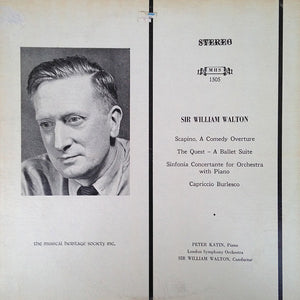 STEREO
MHS
1505
SIR WILLIAM WALTON
Scapino, A Comedy Overture
The Quest – A Ballet Suite
Sinfonia Concertante for Orchestra
with Piano
Capriccio Burlesco
the musical heritage society inc.
PETER KATIN, Piano
London Symphony Orchestra
SIR WILLIAM WALTON, Conductor